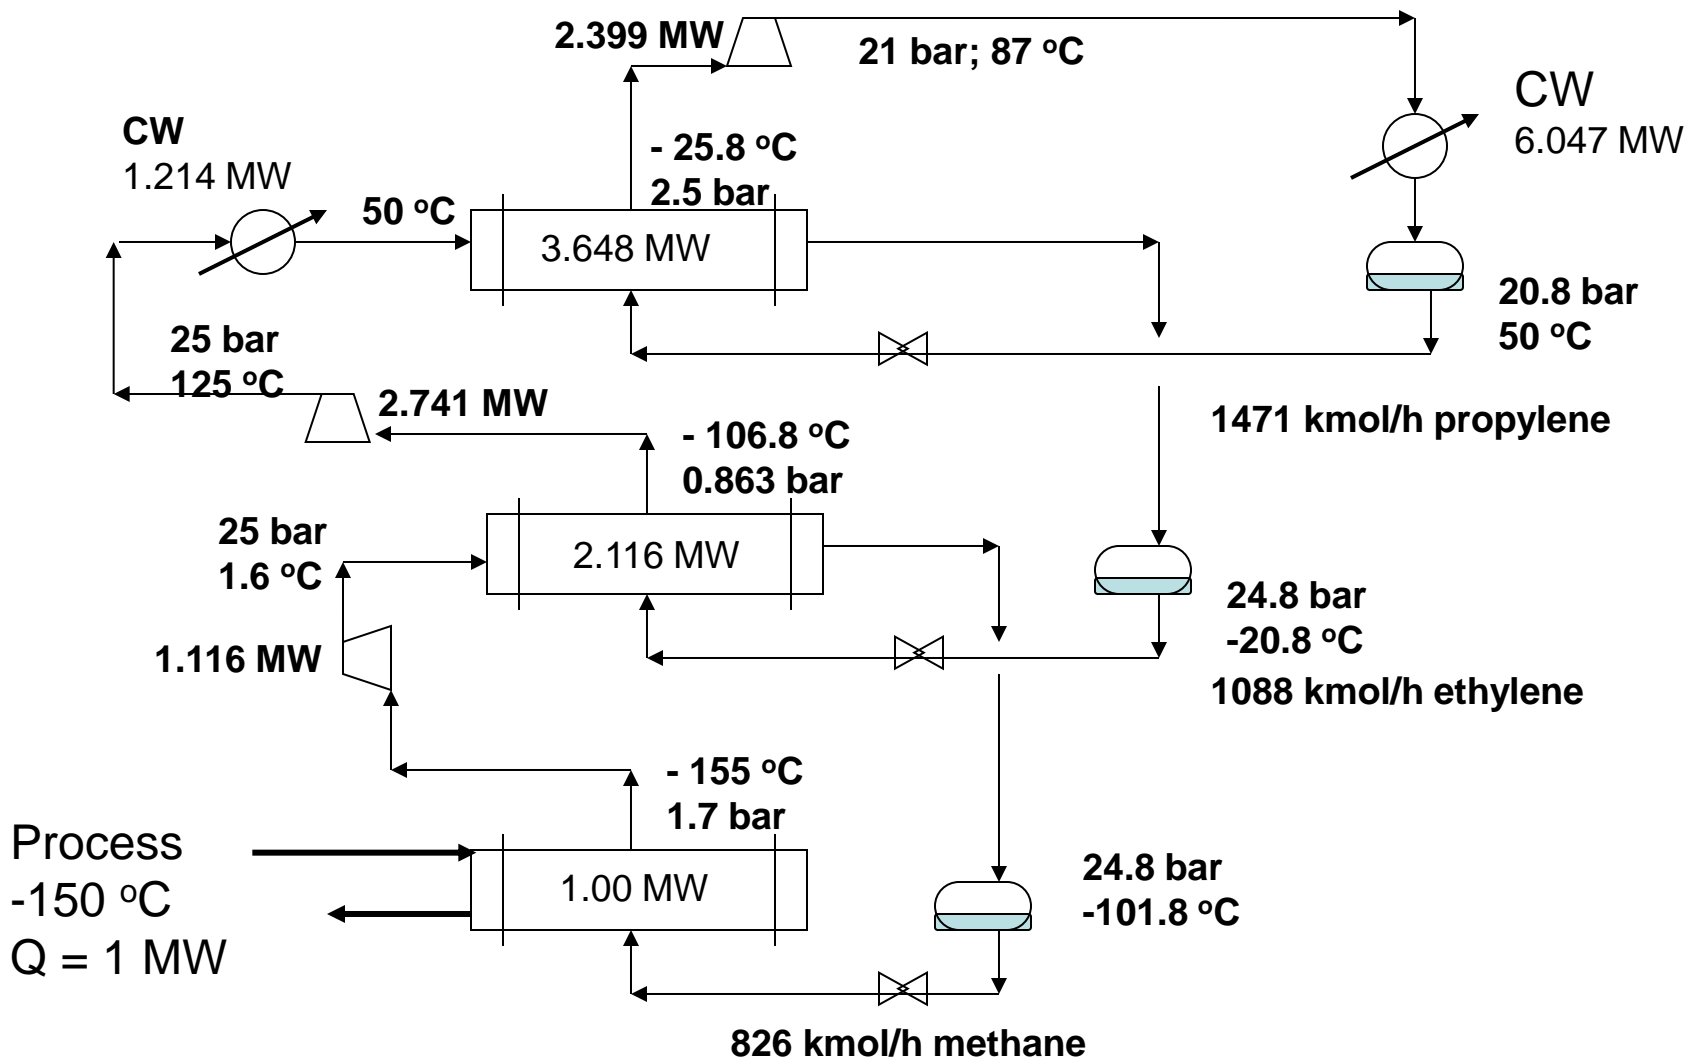 2.399 MW
21 bar; 87 ºC
CW
6.047 MW
CW
1.214 MW
- 25.8 ºC
2.5 bar
50 ºC
3.648 MW
20.8 bar
50 ºC
25 bar
125 ºC
2.741 MW
1471 kmol/h propylene
- 106.8 ºC
0.863 bar
25 bar
1.6 ºC
2.116 MW
24.8 bar
-20.8 ºC
1088 kmol/h ethylene
1.116 MW
- 155 ºC
1.7 bar
Process
-150 ºC
Q = 1 MW
1.00 MW
24.8 bar
-101.8 ºC
826 kmol/h methane